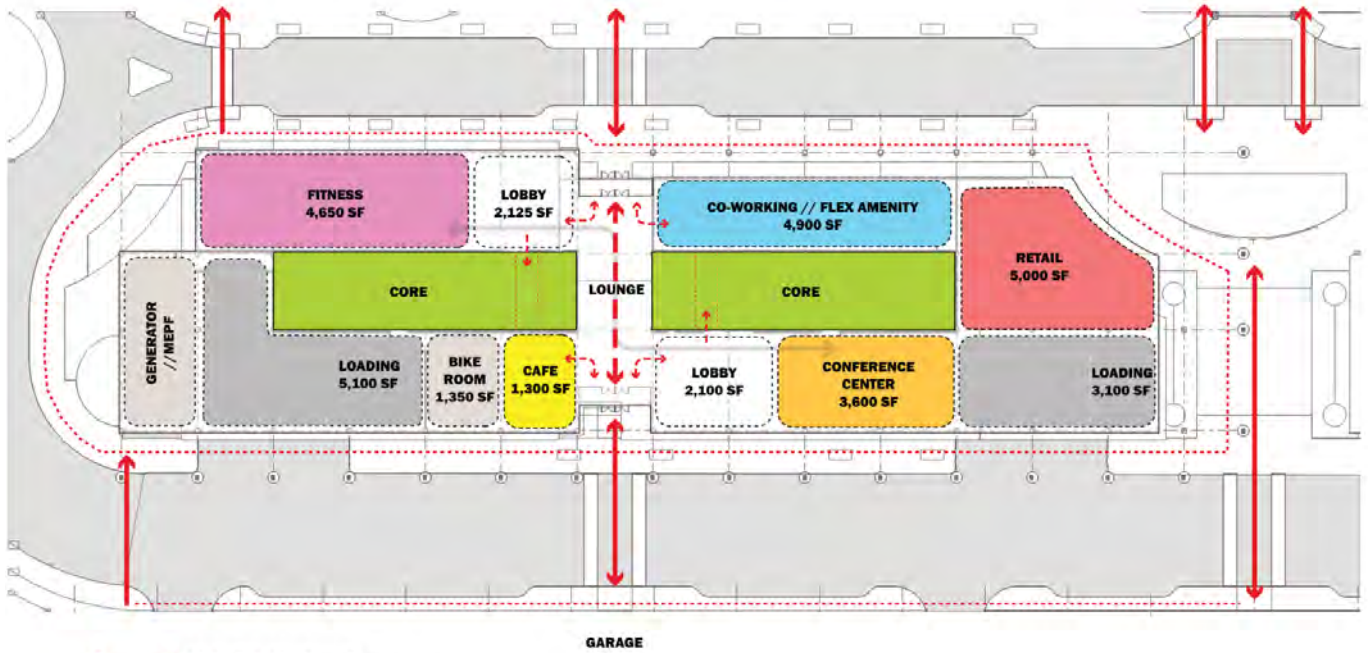 FITNESS
4,650 SF
LOBBY
2,125 SF
CO-WORKING // FLEX AMENITY
4,900 SF
RETAIL
5,000 SF
CORE
LOUNGE
CORE
GENERATOR
//MEPF
LOADING
5,100 SF
BIKE
ROOM
1,350 SF
CAFE
1,300 SF
LOBBY
2,100 SF
CONFERENCE
CENTER
3,600 SF
LOADING
3,100 SF
GARAGE